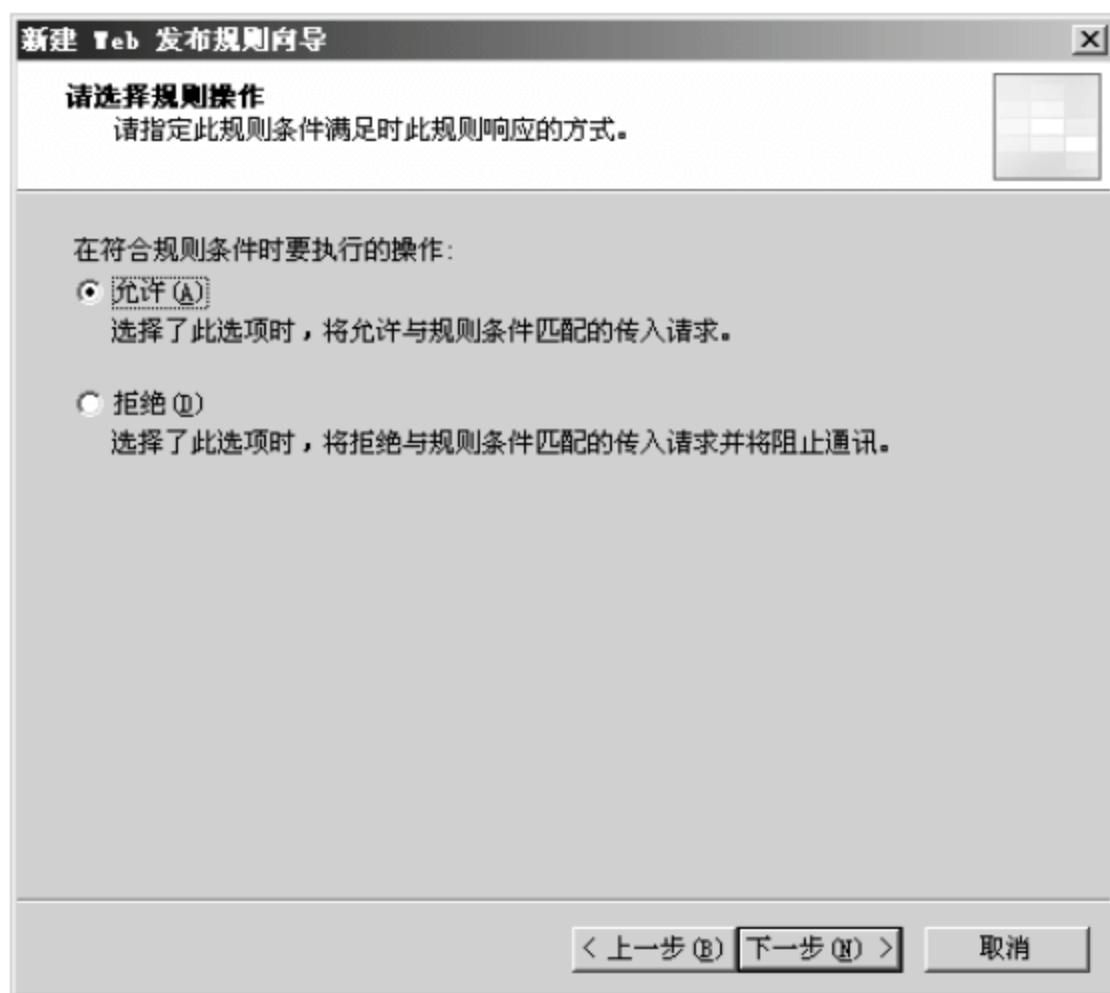 新建 Web 发布规则向导
请选择规则操作
请指定此规则条件满足时此规则响应的方式。
在符合规则条件时要执行的操作:
允许(A)
选择了此选项时，将允许与规则条件匹配的传入请求。
拒绝(D)
选择了此选项时，将拒绝与规则条件匹配的传入请求并将阻止通讯。
< 上一步(B) 下一步(N) > 取消